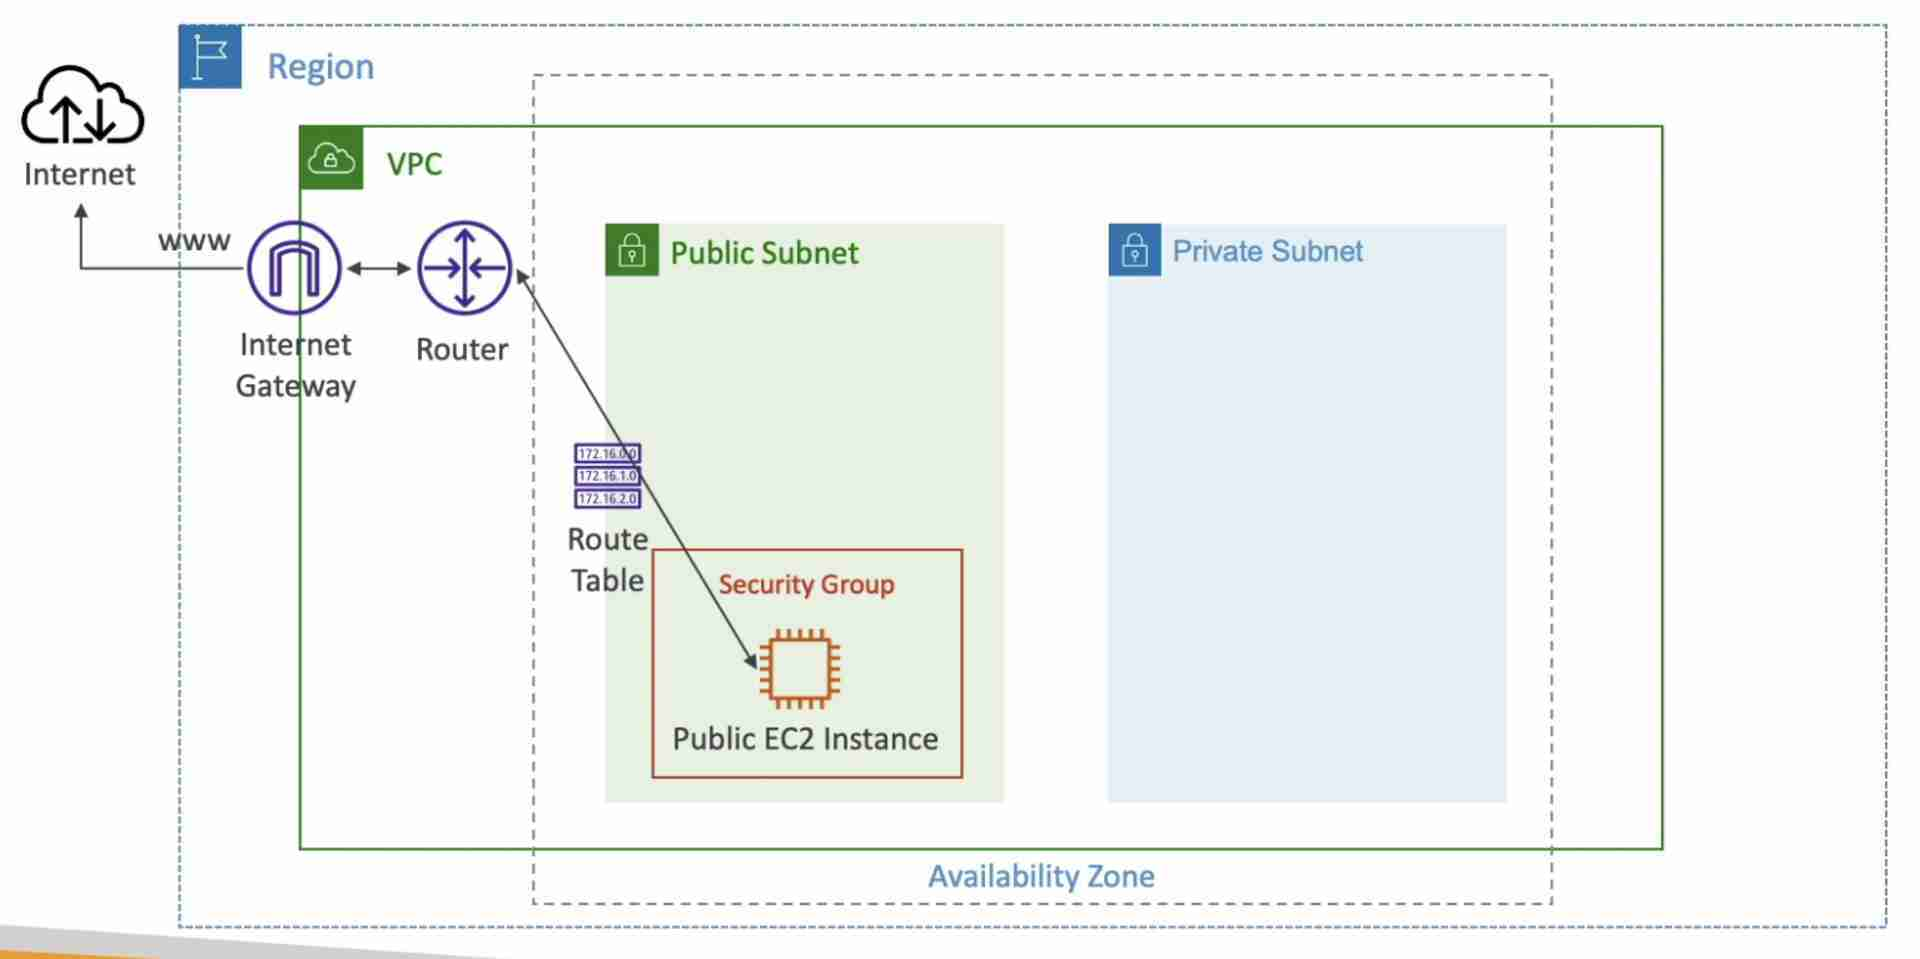 Region
Internet
VPC
www
Internet
Gateway
Router
Public Subnet
Private Subnet
172.16.0.0
172.16.1.0
172.16.2.0
Route
Table
Security Group
Public EC2 Instance
Availability Zone